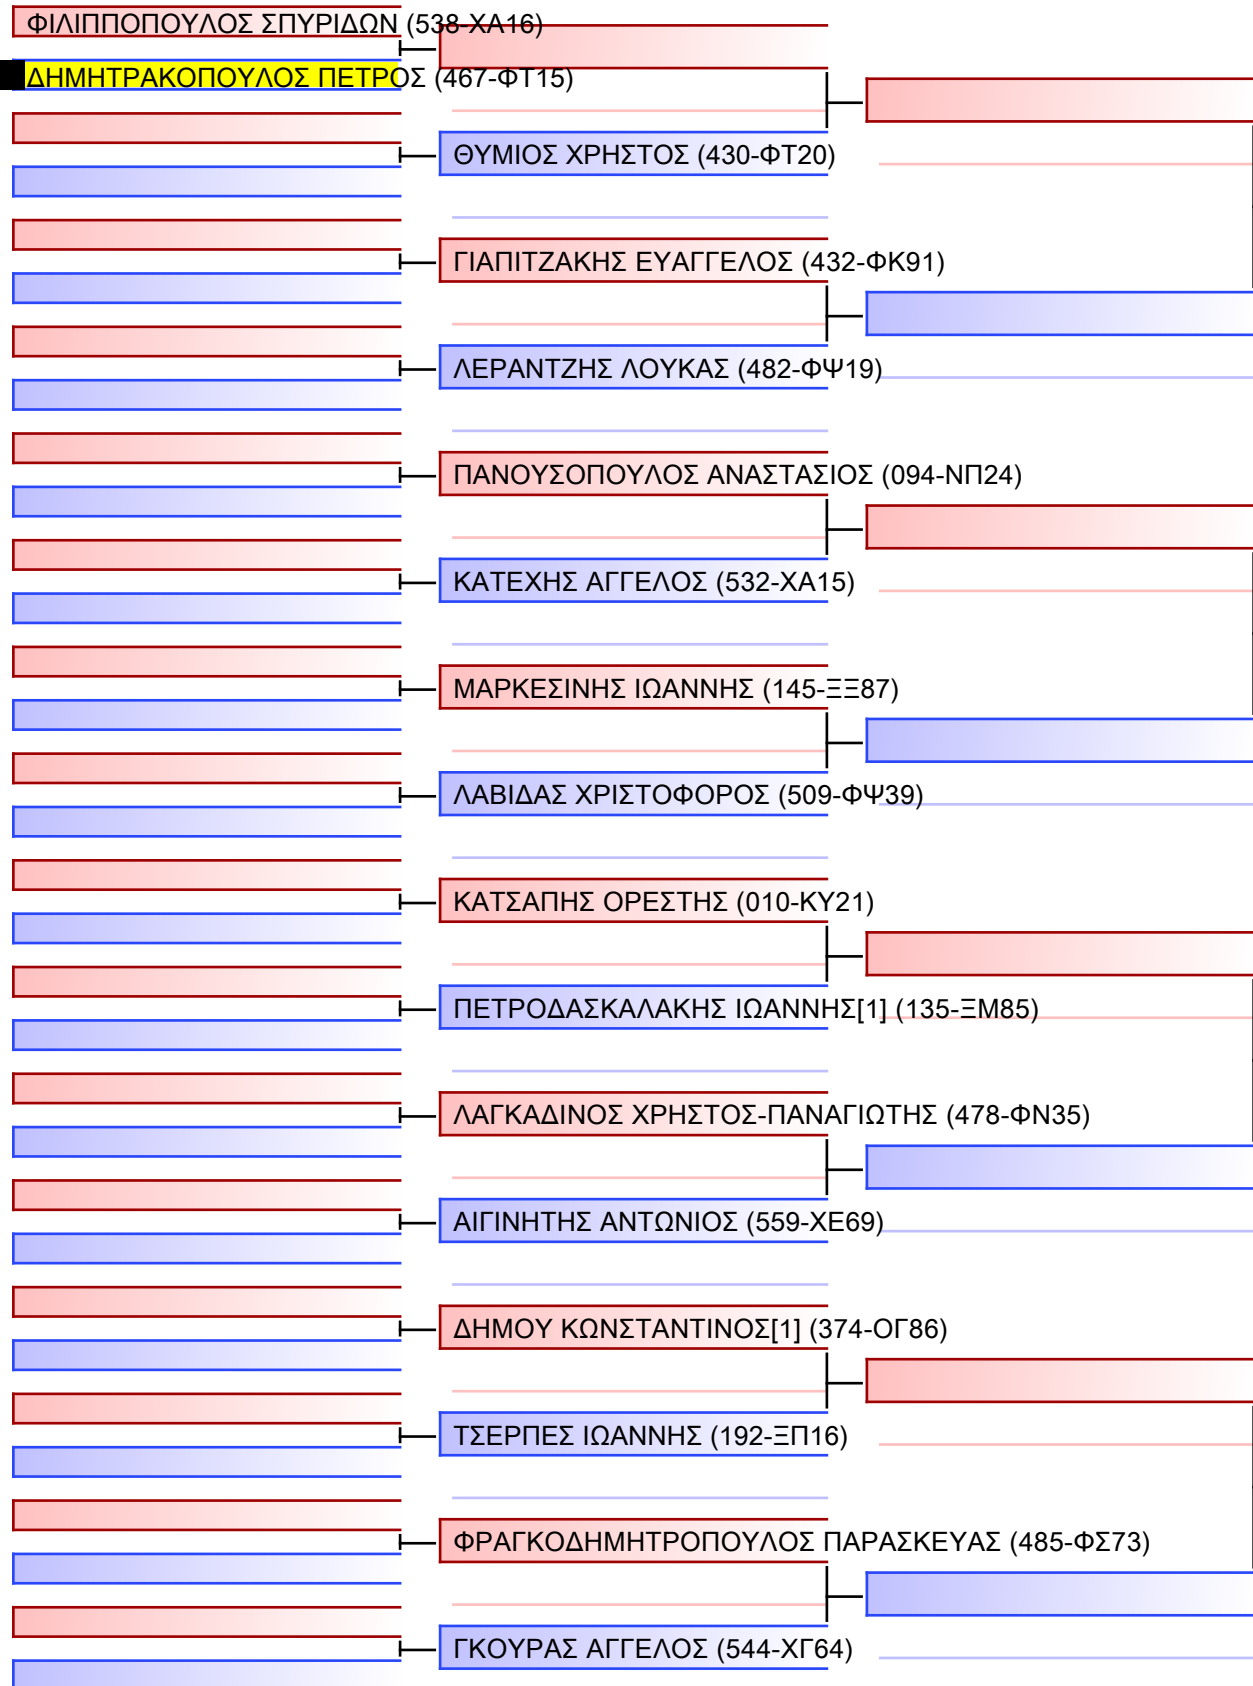 ΦΙΛΙΠΠΟΠΟΥΛΟΣ ΣΠΥΡΙΔΩΝ (538-ΧΑ16)
ΔΗΜΗΤΡΑΚΟΠΟΥΛΟΣ ΠΕΤΡΟΣ (467-ΦΤ15)
ΘΥΜΙΟΣ ΧΡΗΣΤΟΣ (430-ΦΤ20)
ΓΙΑΠΙΤΖΑΚΗΣ ΕΥΑΓΓΕΛΟΣ (432-ΦΚ91)
ΛΕΡΑΝΤΖΗΣ ΛΟΥΚΑΣ (482-ΦΨ19)
ΠΑΝΟΥΣΟΠΟΥΛΟΣ ΑΝΑΣΤΑΣΙΟΣ (094-ΝΠ24)
ΚΑΤΕΧΗΣ ΑΓΓΕΛΟΣ (532-ΧΑ15)
ΜΑΡΚΕΣΙΝΗΣ ΙΩΑΝΝΗΣ (145-ΞΞ87)
ΛΑΒΙΔΑΣ ΧΡΙΣΤΟΦΟΡΟΣ (509-ΦΨ39)
ΚΑΤΣΑΠΗΣ ΟΡΕΣΤΗΣ (010-ΚΥ21)
ΠΕΤΡΟΔΑΣΚΑΛΑΚΗΣ ΙΩΑΝΝΗΣ[1] (135-ΞΜ85)
ΛΑΓΚΑΔΙΝΟΣ ΧΡΗΣΤΟΣ-ΠΑΝΑΓΙΩΤΗΣ (478-ΦΝ35)
ΑΙΓΙΝΗΤΗΣ ΑΝΤΩΝΙΟΣ (559-ΧΕ69)
ΔΗΜΟΥ ΚΩΝΣΤΑΝΤΙΝΟΣ[1] (374-ΟΓ86)
ΤΣΕΡΠΕΣ ΙΩΑΝΝΗΣ (192-ΞΠ16)
ΦΡΑΓΚΟΔΗΜΗΤΡΟΠΟΥΛΟΣ ΠΑΡΑΣΚΕΥΑΣ (485-ΦΣ73)
ΓΚΟΥΡΑΣ ΑΓΓΕΛΟΣ (544-ΧΓ64)